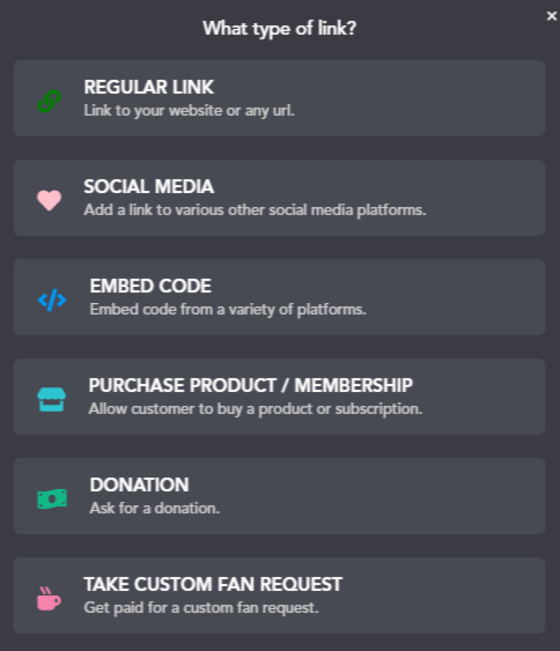 What type of link?
×
REGULAR LINK
Link to your website or any url.
SOCIAL MEDIA
Add a link to various other social media platforms.
EMBED CODE
Embed code from a variety of platforms.
PURCHASE PRODUCT / MEMBERSHIP
Allow customer to buy a product or subscription.
DONATION
Ask for a donation.
TAKE CUSTOM FAN REQUEST
Get paid for a custom fan request.